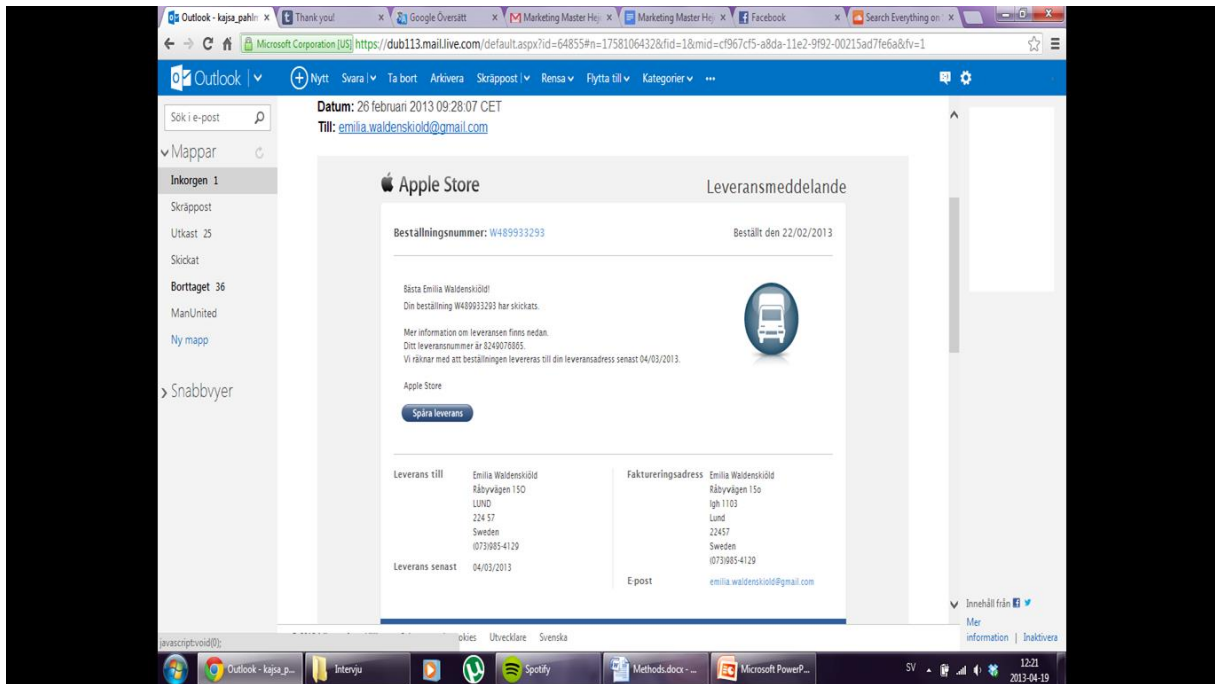 Outlook - kajsa_pahlm
Thank you!
Google Översätt
Marketing Master Hej
Marketing Master Hej
Facebook
Search Everything on
Microsoft Corporation [US]
https://dub113.mail.live.com/default.aspx?id=64855#n=1758106432&fid=1&mid=cf967cf5-a8da-11e2-9f92-00215ad7fe6a&fv=1
Outlook
Nytt Svara Ta bort Arkivera Skräppost Rensa Flytta till Kategorier
Sök i e-post
Mappar
Inkorgen 1
Skräppost
Utkast 25
Skickat
Borttaget 36
ManUnited
Ny mapp
Snabbvyer
Datum: 26 februari 2013 09:28:07 CET
Till: emilia.waldenskiold@gmail.com
Apple Store
Leveransmeddelande
Beställningsnummer: W489933293
Beställt den 22/02/2013
Bästa Emilia Waldenskiöld!
Din beställning W489933293 har skickats.
Mer information om leveransen finns nedan.
Ditt leveransnummer är 8249076865.
Vi räknar med att beställningen levereras till din leveransadress senast 04/03/2013.
Apple Store
Spåra leverans
Leverans till
Emilia Waldenskiöld
Råbyvägen 15O
LUND
224 57
Sweden
(073)985-4129
Leverans senast 04/03/2013
Faktureringsadress
Emilia Waldenskiöld
Råbyvägen 15o
lgh 1103
Lund
22457
Sweden
(073)985-4129
E-post
emilia.waldenskiold@gmail.com
Innehåll från
Mer
information | Inaktivera
javascript:void(0);
okies Utvecklare Svenska
Outlook - kajsa_p...
Intervju
Spotify
Methods.docx - ...
Microsoft PowerP...
SV
12:21
2013-04-19